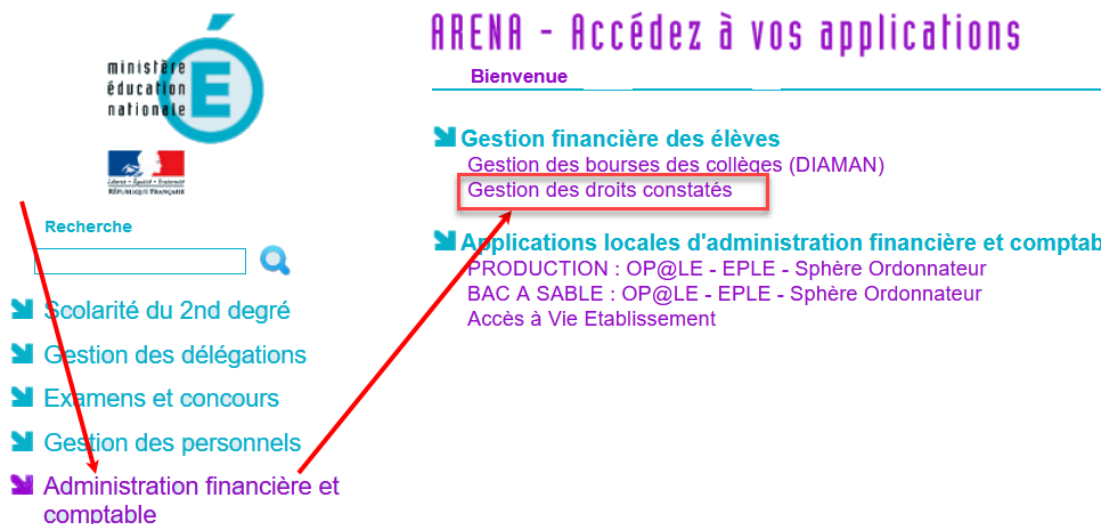 ministère
éducation
nationale
Liberté • Égalité • Fraternité
RÉPUBLIQUE FRANÇAISE
Recherche
Scolarité du 2nd degré
Gestion des délégations
Examens et concours
Gestion des personnels
Administration financière et
comptable
ARENA - Accédez à vos applications
Bienvenue
Gestion financière des élèves
Gestion des bourses des collèges (DIAMAN)
Gestion des droits constatés
Applications locales d'administration financière et comptab
PRODUCTION : OP@LE - EPLE - Sphère Ordonnateur
BAC A SABLE : OP@LE - EPLE - Sphère Ordonnateur
Accès à Vie Etablissement